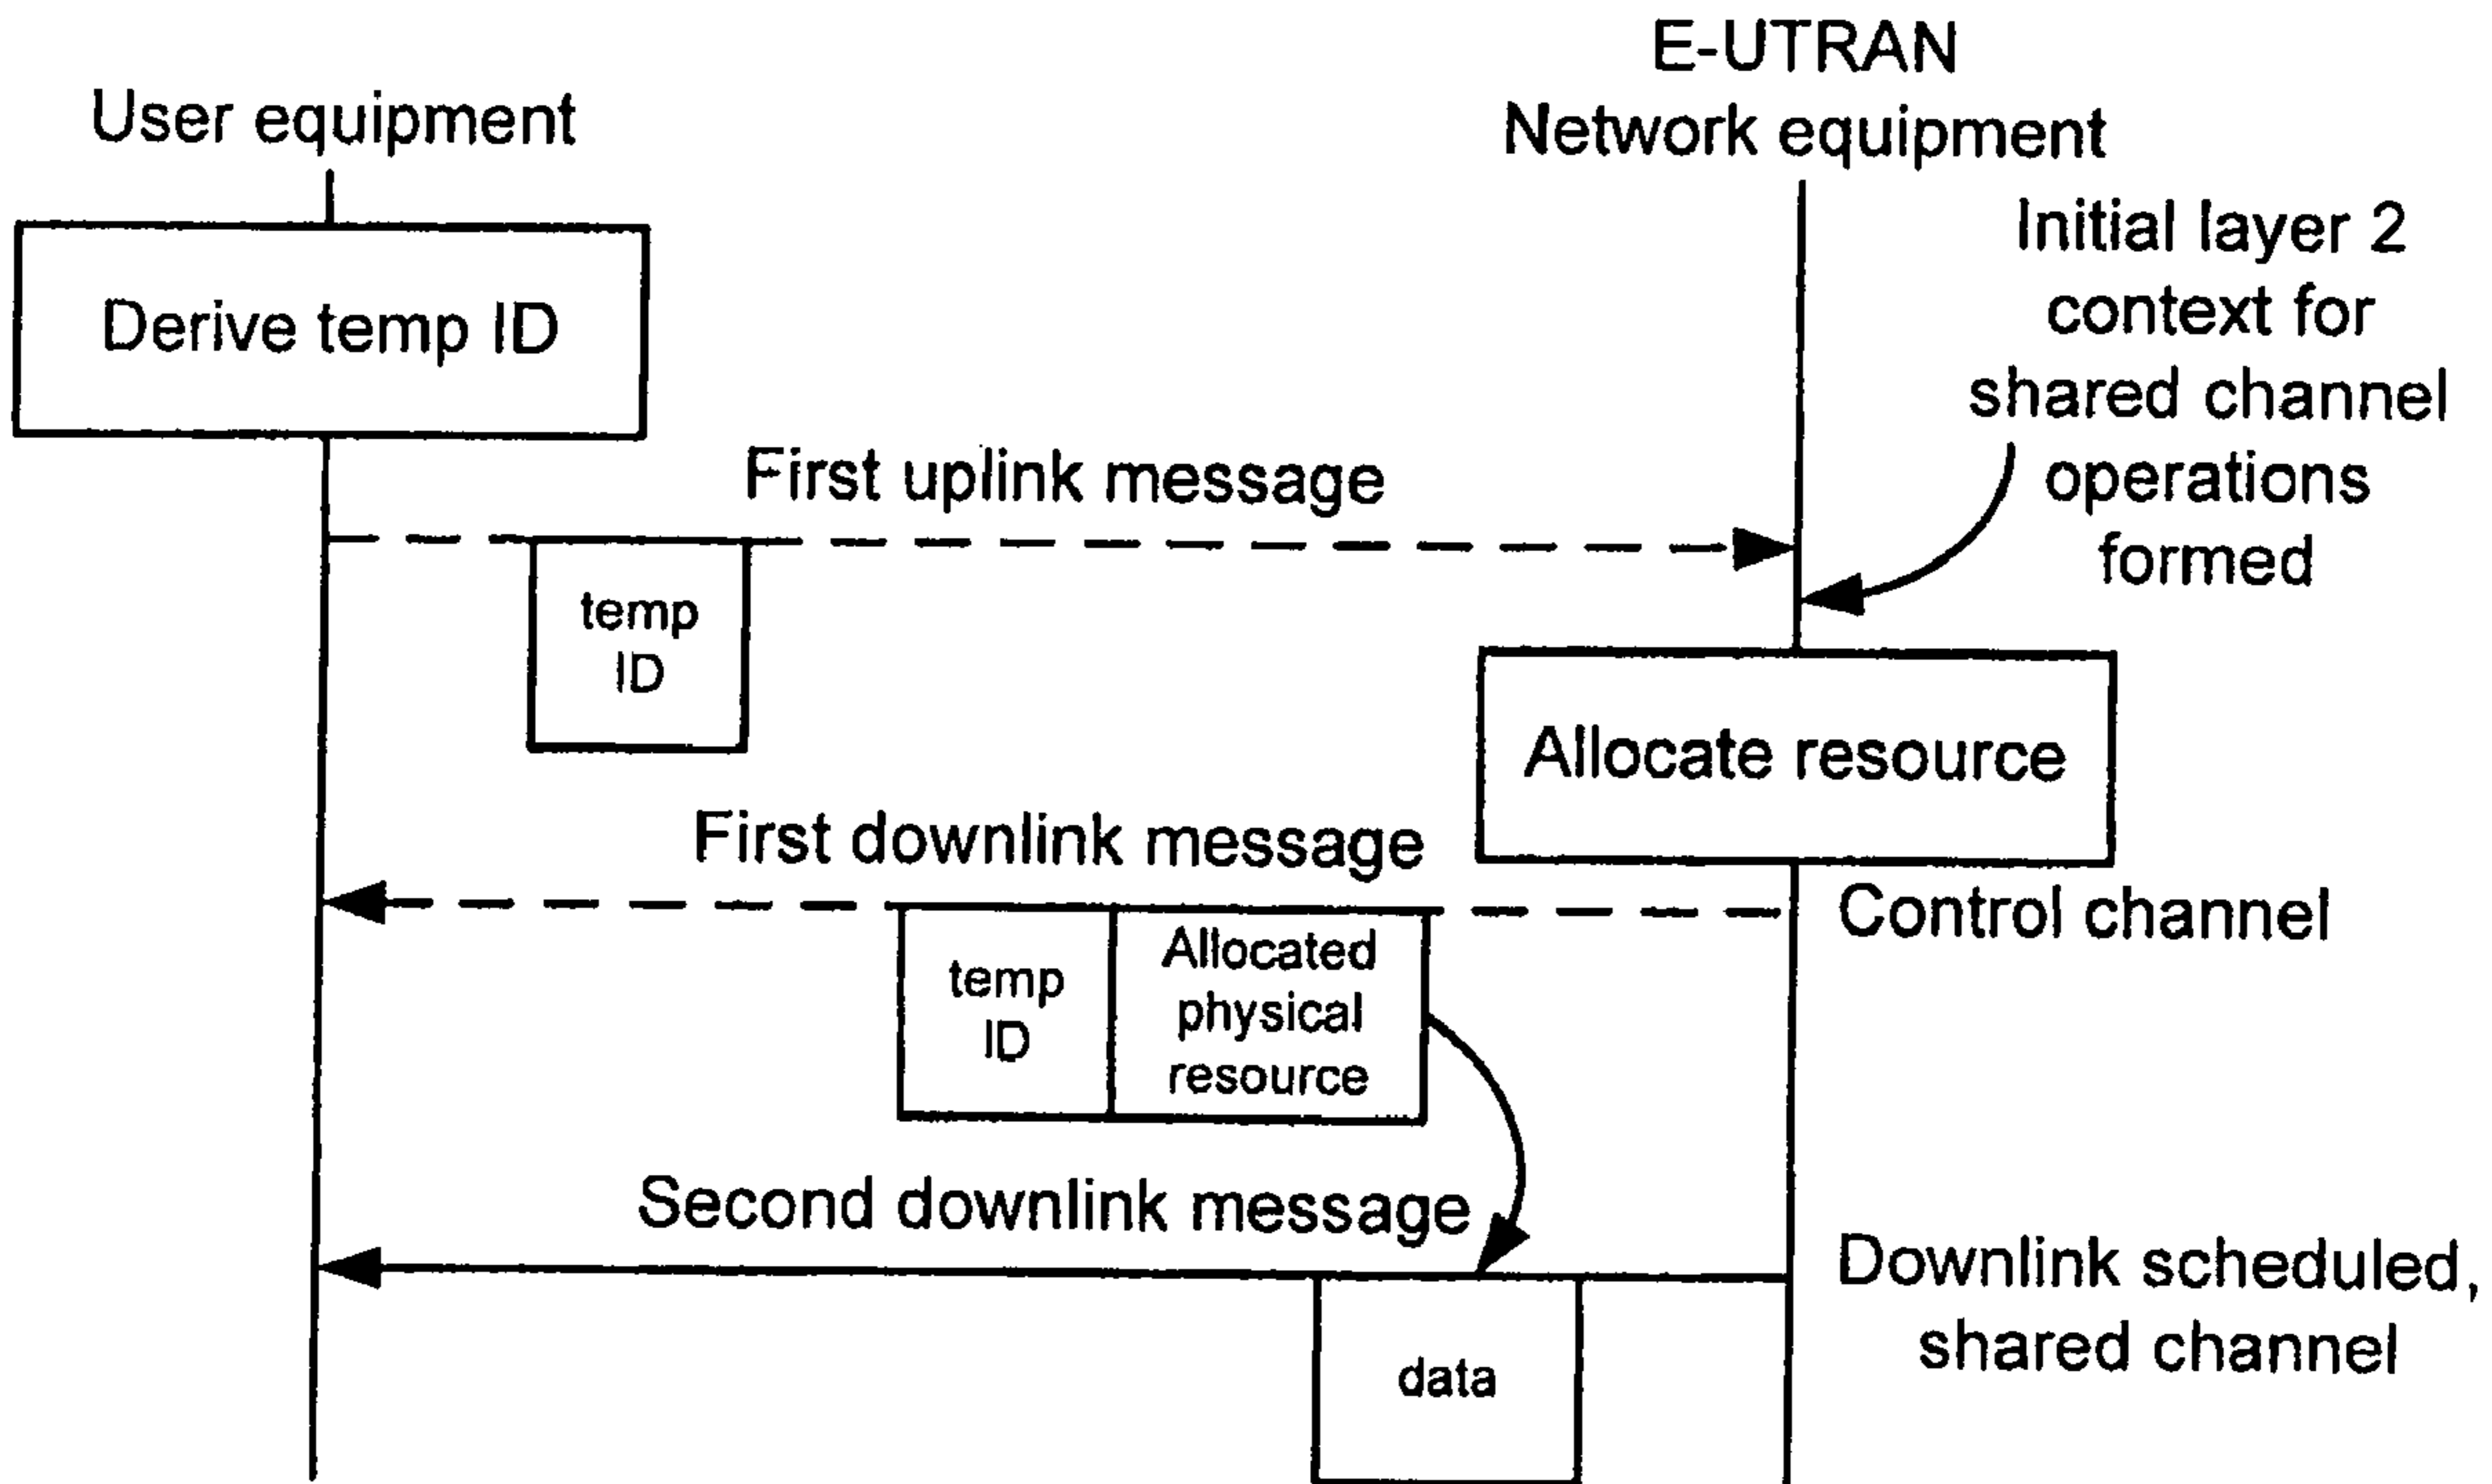 E-UTRAN
Network equipment
User equipment
Initial layer 2
context for
shared channel
operations
formed
Derive temp ID
First uplink message
temp
ID
Allocate resource
First downlink message
Control channel
temp
ID
Allocated
physical
resource
Second downlink message
Downlink scheduled,
shared channel
data